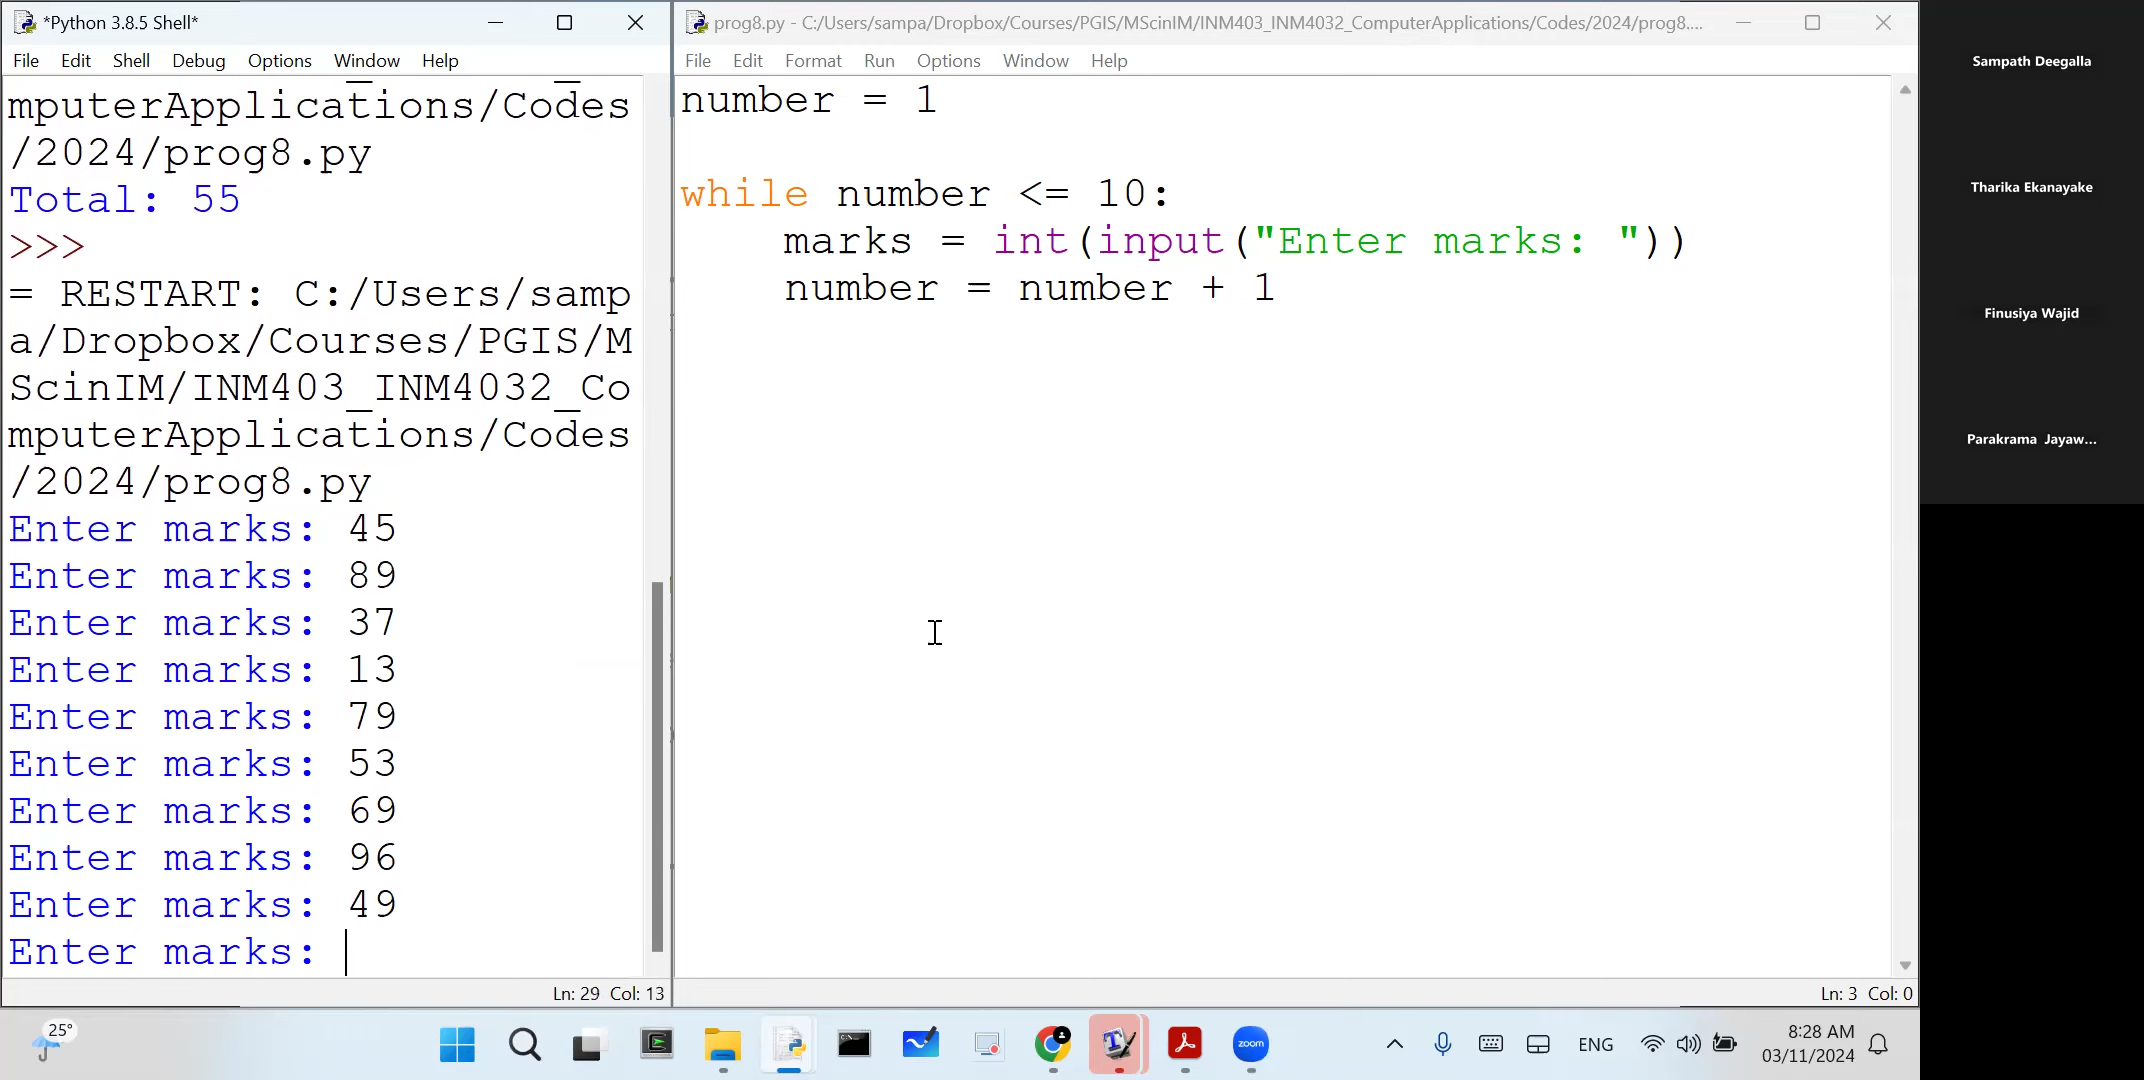 *Python 3.8.5 Shell*
File Edit Shell Debug Options Window Help
mputerApplications/Codes
/2024/prog8.py
Total: 55
>>>
= RESTART: C:/Users/samp
a/Dropbox/Courses/PGIS/M
ScinIM/INM403_INM4032_Co
mputerApplications/Codes
/2024/prog8.py
Enter marks: 45
Enter marks: 89
Enter marks: 37
Enter marks: 13
Enter marks: 79
Enter marks: 53
Enter marks: 69
Enter marks: 96
Enter marks: 49
Enter marks:
Ln: 29 Col: 13
prog8.py - C:/Users/sampa/Dropbox/Courses/PGIS/MScinIM/INM403_INM4032_ComputerApplications/Codes/2024/prog8....
File Edit Format Run Options Window Help
number = 1
while number <= 10:
    marks = int(input("Enter marks: "))
    number = number + 1
Ln: 3 Col: 0
Sampath Deegalla
Tharika Ekanayake
Finusiya Wajid
Parakrama Jayaw...
25°
zoom
ENG
8:28 AM
03/11/2024